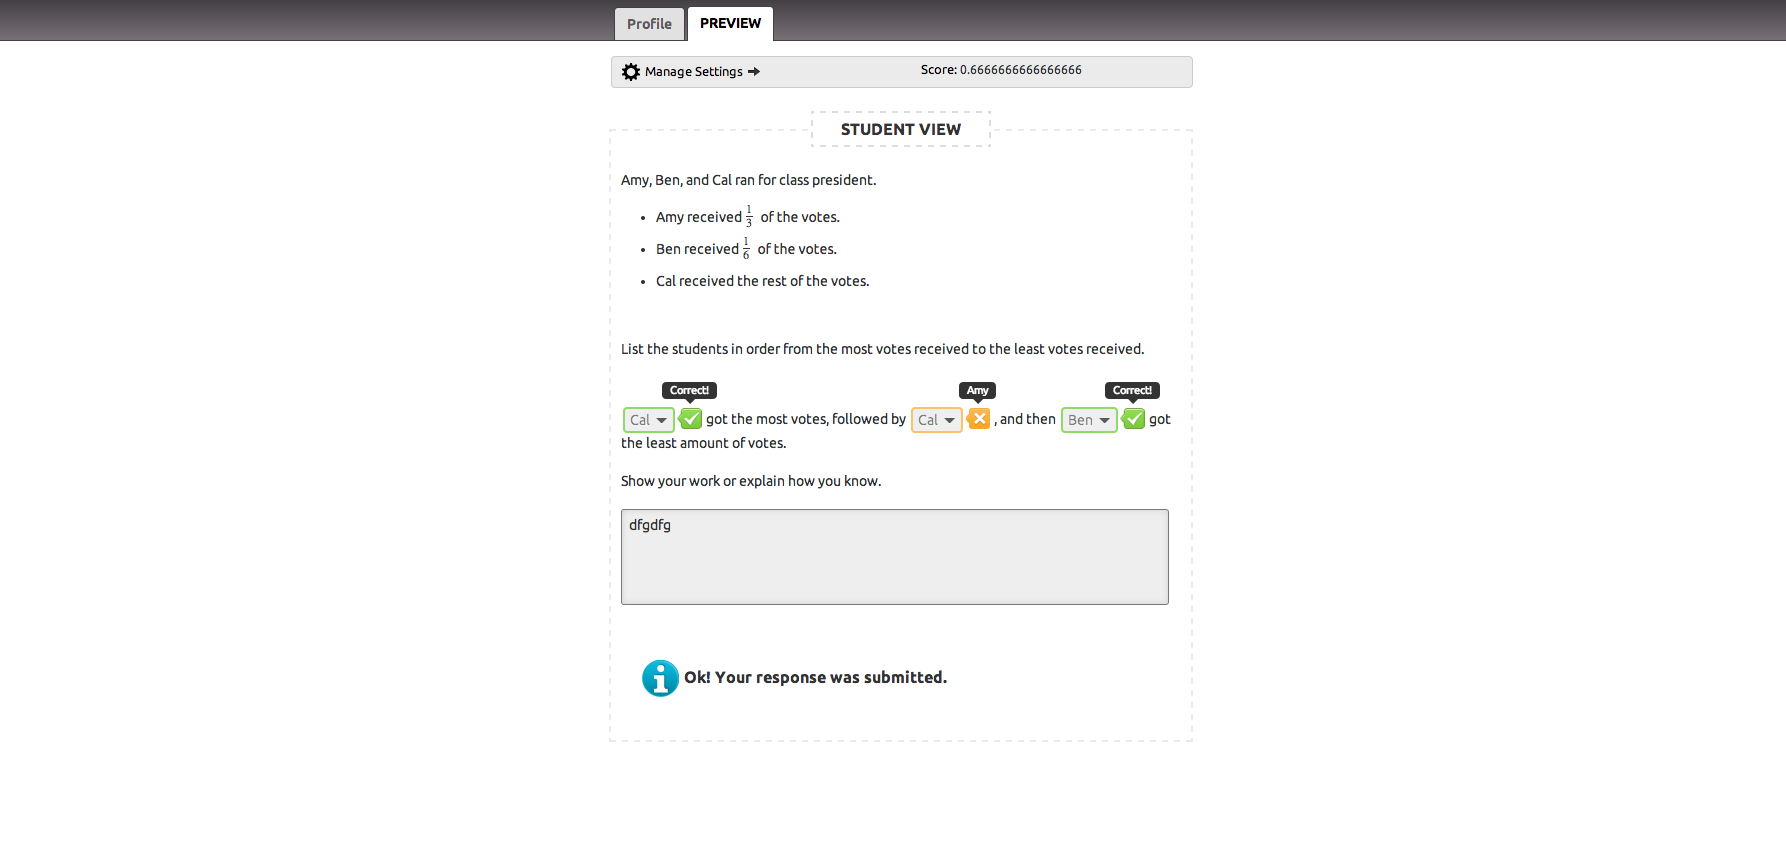 Profile PREVIEW
Manage Settings Score: 0.6666666666666666
STUDENT VIEW
Amy, Ben, and Cal ran for class president.
• Amy received 1/3 of the votes.
• Ben received 1/6 of the votes.
• Cal received the rest of the votes.
List the students in order from the most votes received to the least votes received.
Correct! Amy Correct!
Cal got the most votes, followed by Cal , and then Ben got
the least amount of votes.
Show your work or explain how you know.
dfgdfg
Ok! Your response was submitted.